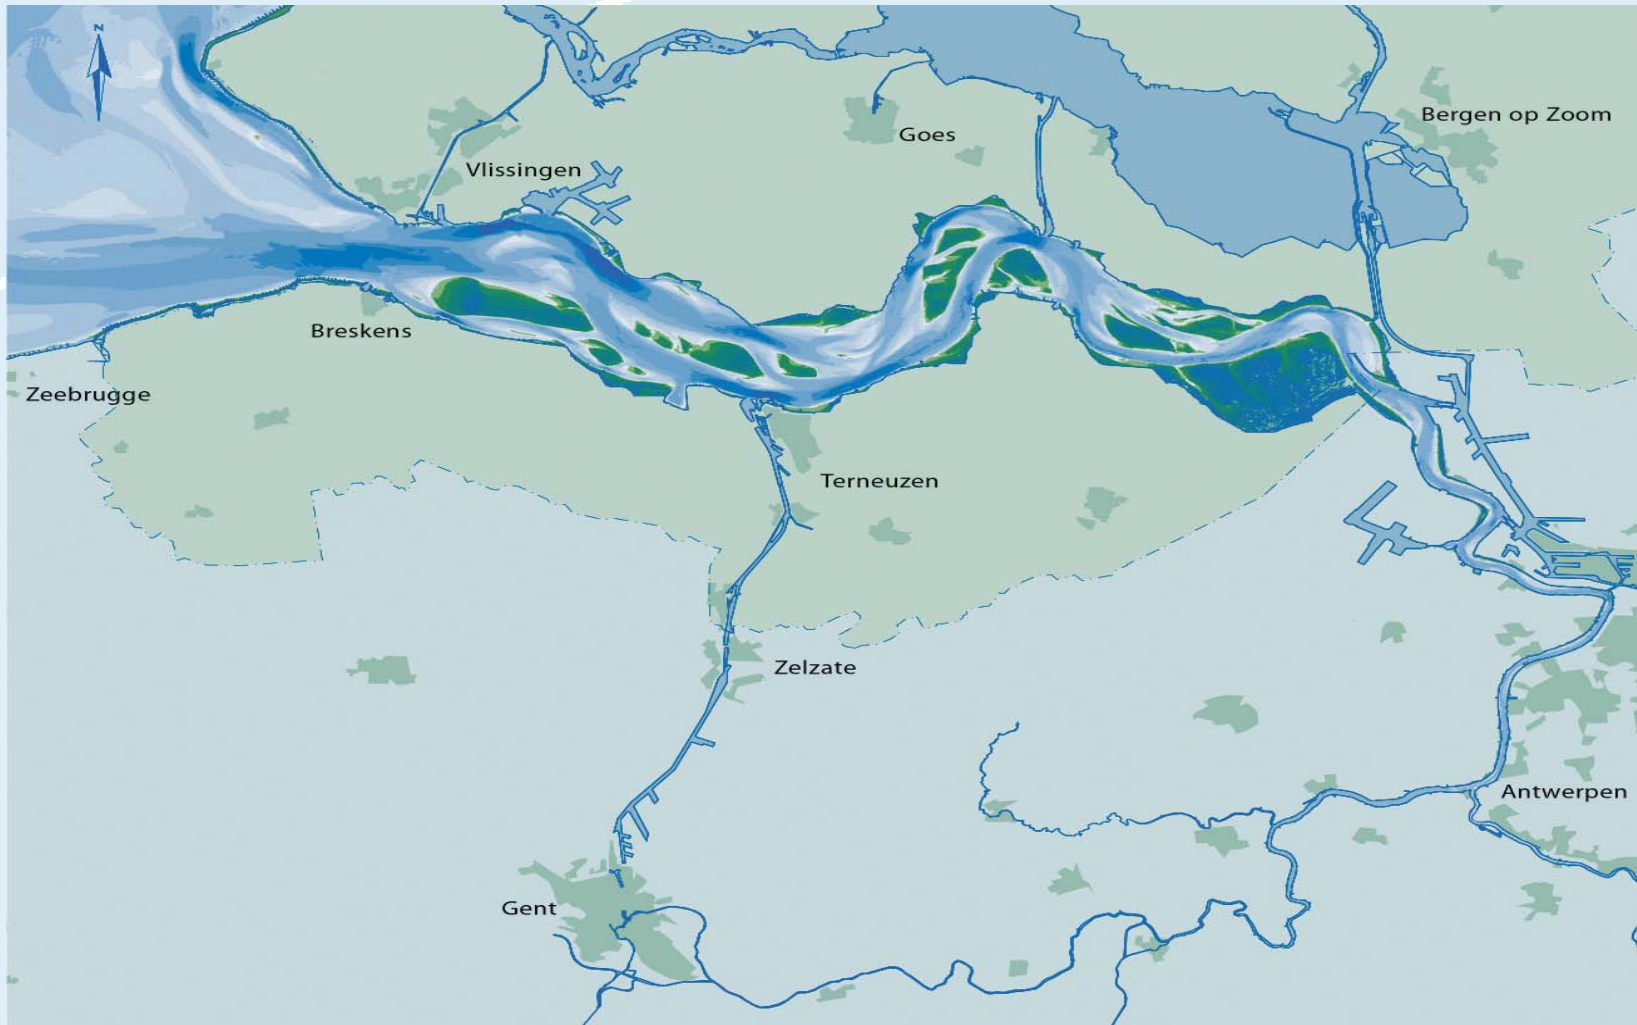 N
Bergen op Zoom
Goes
Vlissingen
Breskens
Zeebrugge
Terneuzen
Zelzate
Antwerpen
Gent